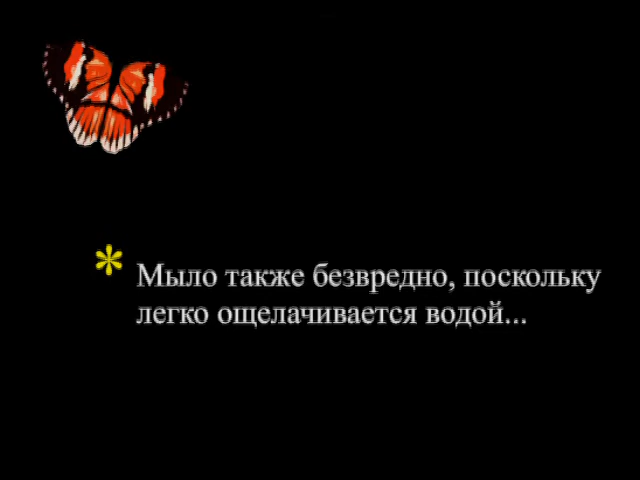 * Мыло также безвредно, поскольку
легко ощелачивается водой...